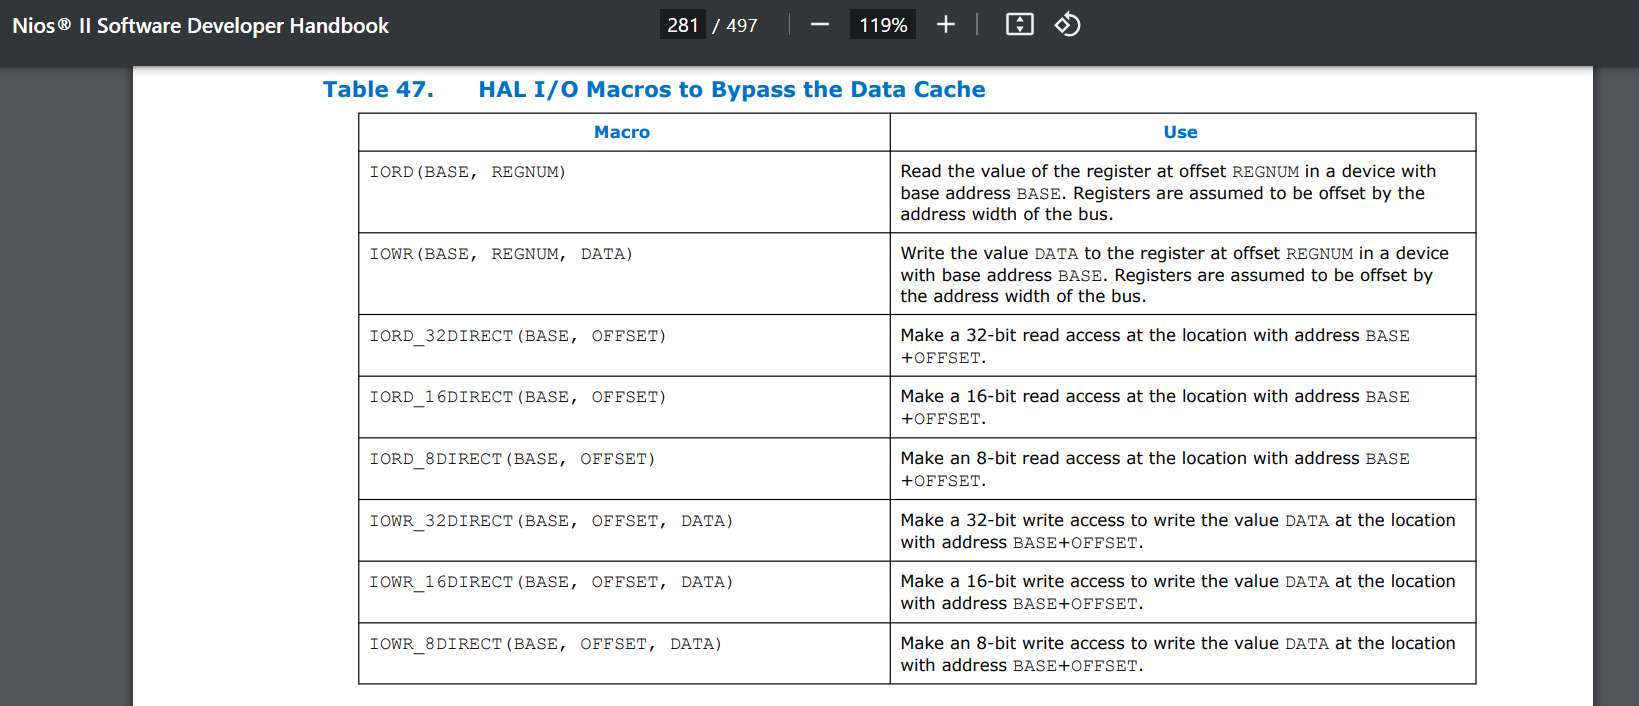 Nios® II Software Developer Handbook
281 / 497
119%
Table 47. HAL I/O Macros to Bypass the Data Cache
Macro
Use
IORD(BASE, REGNUM)
Read the value of the register at offset REGNUM in a device with
base address BASE. Registers are assumed to be offset by the
address width of the bus.
IOWR(BASE, REGNUM, DATA)
Write the value DATA to the register at offset REGNUM in a device
with base address BASE. Registers are assumed to be offset by
the address width of the bus.
IORD_32DIRECT(BASE, OFFSET)
Make a 32-bit read access at the location with address BASE
+OFFSET.
IORD_16DIRECT(BASE, OFFSET)
Make a 16-bit read access at the location with address BASE
+OFFSET.
IORD_8DIRECT(BASE, OFFSET)
Make an 8-bit read access at the location with address BASE
+OFFSET.
IOWR_32DIRECT(BASE, OFFSET, DATA)
Make a 32-bit write access to write the value DATA at the location
with address BASE+OFFSET.
IOWR_16DIRECT(BASE, OFFSET, DATA)
Make a 16-bit write access to write the value DATA at the location
with address BASE+OFFSET.
IOWR_8DIRECT(BASE, OFFSET, DATA)
Make an 8-bit write access to write the value DATA at the location
with address BASE+OFFSET.